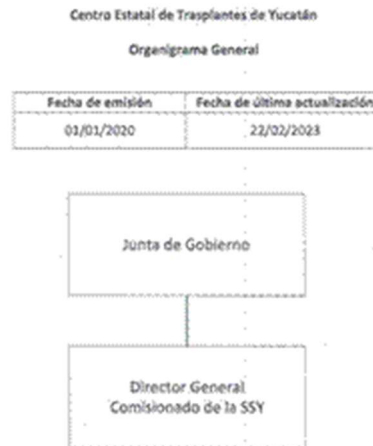 Centro Estatal de Trasplantes de Yucatán
Organigrama General
Fecha de emisión Fecha de última actualización
01/01/2020 22/02/2023
Junta de Gobierno
Director General
Comisionado de la SSY